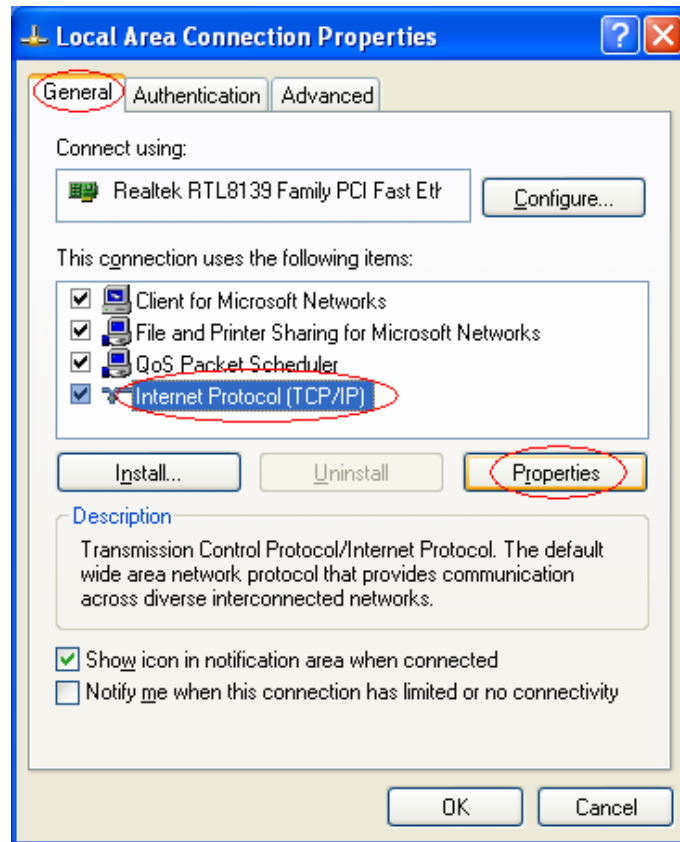 Local Area Connection Properties
General Authentication Advanced
Connect using:
Realtek RTL8139 Family PCI Fast Eth
Configure...
This connection uses the following items:
Client for Microsoft Networks
File and Printer Sharing for Microsoft Networks
QoS Packet Scheduler
Internet Protocol (TCP/IP)
Install... Uninstall Properties
Description
Transmission Control Protocol/Internet Protocol. The default
wide area network protocol that provides communication
across diverse interconnected networks.
Show icon in notification area when connected
Notify me when this connection has limited or no connectivity
OK Cancel